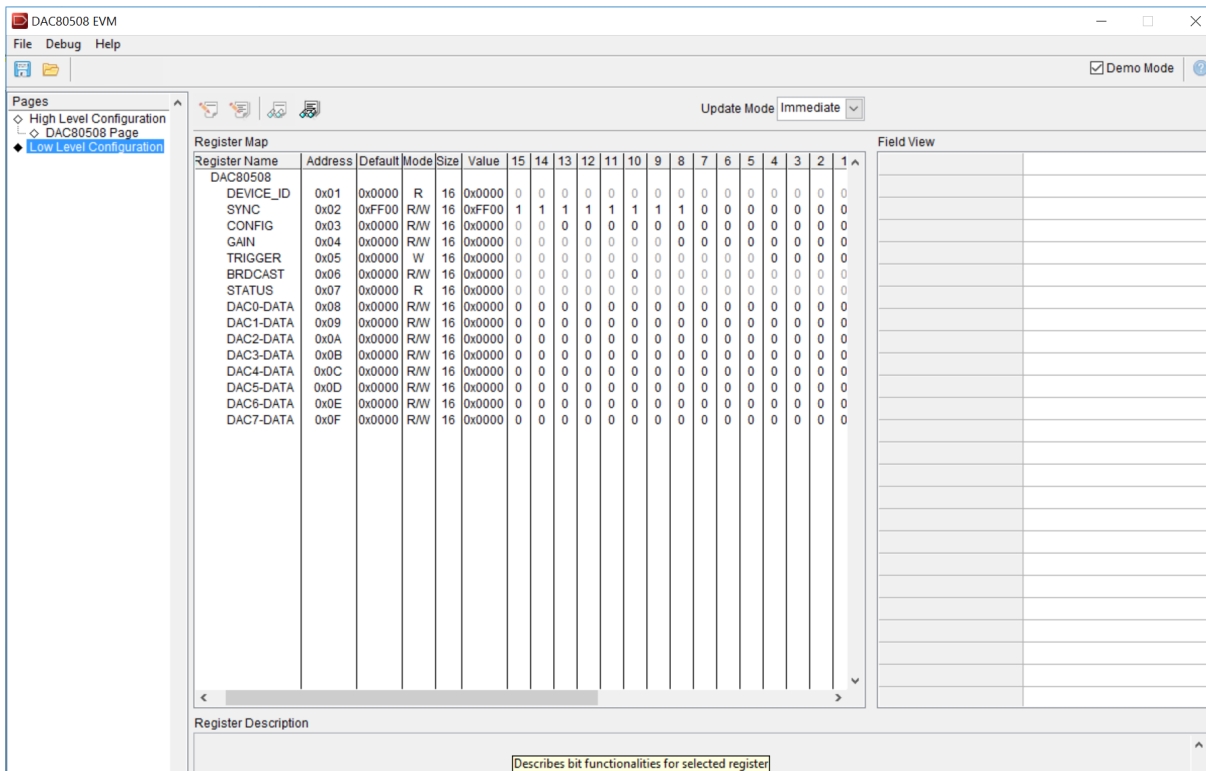 DAC80508 EVM
File Debug Help
Demo Mode
Pages
High Level Configuration
DAC80508 Page
Low Level Configuration
Update Mode Immediate
Register Map
Field View
Register Name Address Default Mode Size Value 15 14 13 12 11 10 9 8 7 6 5 4 3 2 1
DAC80508
DEVICE_ID 0x01 0x0000 R 16 0x0000 0 0 0 0 0 0 0 0 0 0 0 0 0 0 0
SYNC 0x02 0xFF00 R/W 16 0xFF00 1 1 1 1 1 1 1 1 0 0 0 0 0 0 0
CONFIG 0x03 0x0000 R/W 16 0x0000 0 0 0 0 0 0 0 0 0 0 0 0 0 0 0
GAIN 0x04 0x0000 R/W 16 0x0000 0 0 0 0 0 0 0 0 0 0 0 0 0 0 0
TRIGGER 0x05 0x0000 W 16 0x0000 0 0 0 0 0 0 0 0 0 0 0 0 0 0 0
BRDCAST 0x06 0x0000 R/W 16 0x0000 0 0 0 0 0 0 0 0 0 0 0 0 0 0 0
STATUS 0x07 0x0000 R 16 0x0000 0 0 0 0 0 0 0 0 0 0 0 0 0 0 0
DAC0-DATA 0x08 0x0000 R/W 16 0x0000 0 0 0 0 0 0 0 0 0 0 0 0 0 0 0
DAC1-DATA 0x09 0x0000 R/W 16 0x0000 0 0 0 0 0 0 0 0 0 0 0 0 0 0 0
DAC2-DATA 0x0A 0x0000 R/W 16 0x0000 0 0 0 0 0 0 0 0 0 0 0 0 0 0 0
DAC3-DATA 0x0B 0x0000 R/W 16 0x0000 0 0 0 0 0 0 0 0 0 0 0 0 0 0 0
DAC4-DATA 0x0C 0x0000 R/W 16 0x0000 0 0 0 0 0 0 0 0 0 0 0 0 0 0 0
DAC5-DATA 0x0D 0x0000 R/W 16 0x0000 0 0 0 0 0 0 0 0 0 0 0 0 0 0 0
DAC6-DATA 0x0E 0x0000 R/W 16 0x0000 0 0 0 0 0 0 0 0 0 0 0 0 0 0 0
DAC7-DATA 0x0F 0x0000 R/W 16 0x0000 0 0 0 0 0 0 0 0 0 0 0 0 0 0 0
Register Description
Describes bit functionalities for selected register